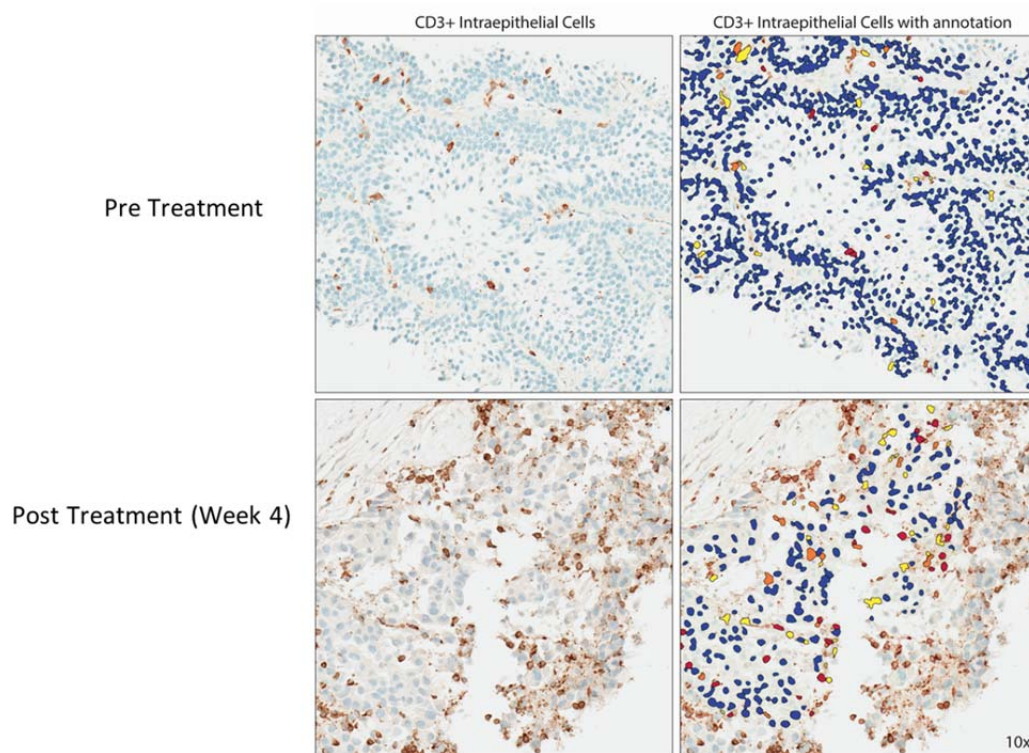 CD3+ Intraepithelial Cells
CD3+ Intraepithelial Cells with annotation
Pre Treatment
Post Treatment (Week 4)
10x